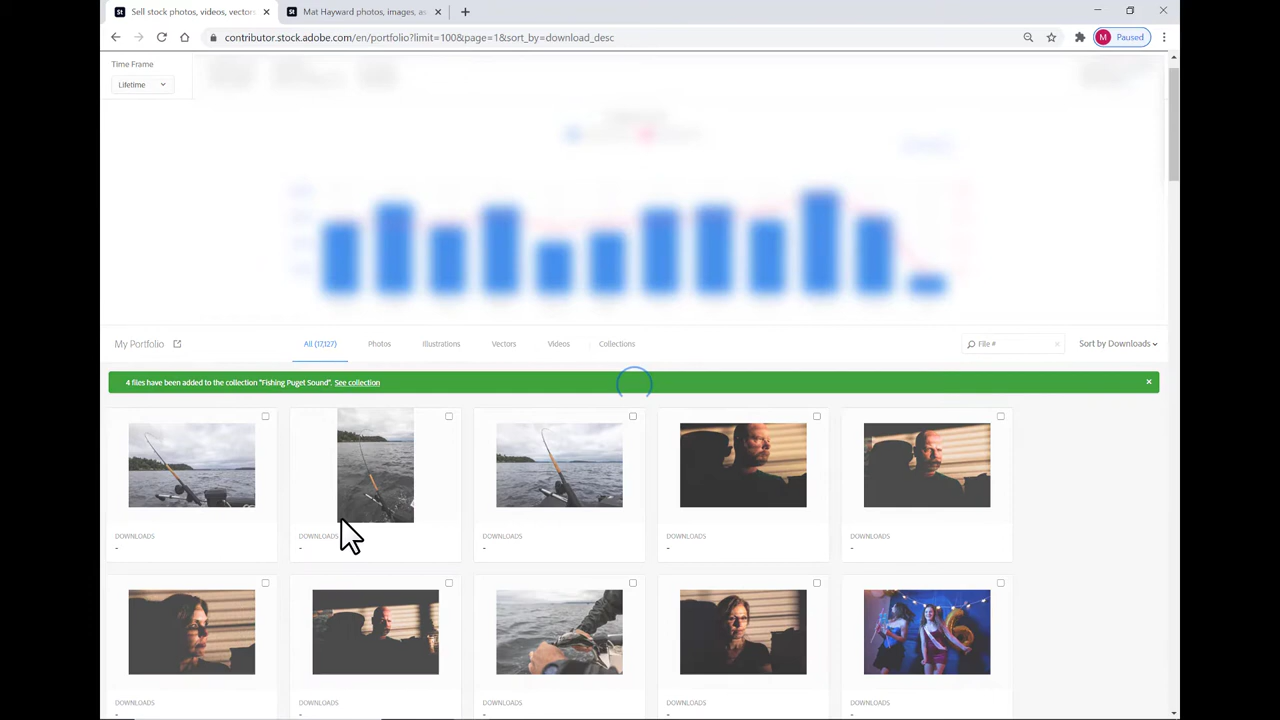 Sell stock photos, videos, vectors
Mat Hayward photos, images, as
contributor.stock.adobe.com/en/portfolio?limit=100&page=1&sort_by=download_desc
M Paused
Time Frame
Lifetime
My Portfolio
All (17,127)
Photos
Illustrations
Vectors
Videos
Collections
File #
Sort by Downloads
4 files have been added to the collection "Fishing Puget Sound". See collection
DOWNLOADS
-
DOWNLOADS
-
DOWNLOADS
-
DOWNLOADS
-
DOWNLOADS
-
DOWNLOADS
-
DOWNLOADS
-
DOWNLOADS
-
DOWNLOADS
-
DOWNLOADS
-